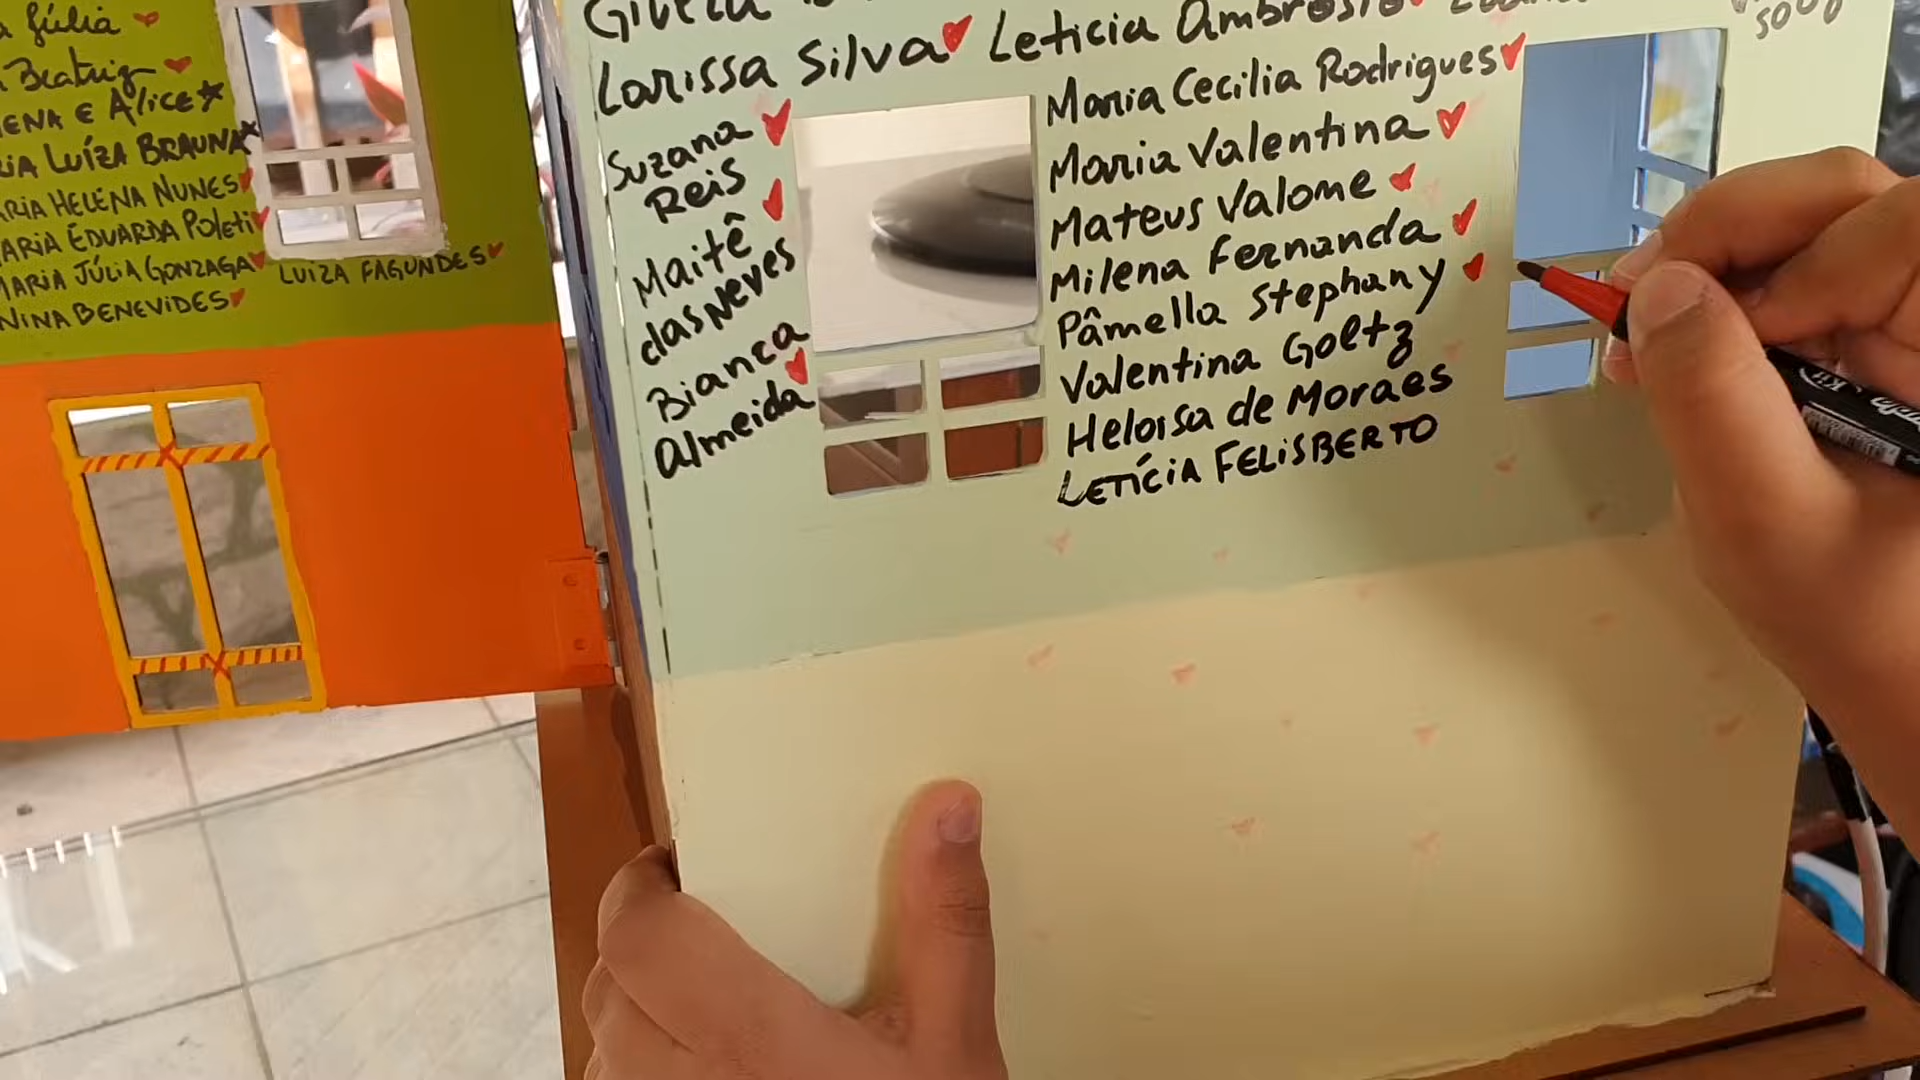 Júlia
Beatriz
E Alice
LUÍZA BRAUNA
HELENA NUNES
EDUARDA Poleti
MARIA JÚLIA GONZAGA
NINA BENEVIDES
LUIZA FAGUNDES
Larissa Silva Leticia Ambrosio
Suzana
Reis
Maitê
das Neves
Bianca
Almeida
Maria Cecilia Rodrigues
Maria Valentina
Mateus Valome
Milena Fernanda
Pâmella Stephany
Valentina Goltz
Heloisa de Moraes
LETÍCIA FELISBERTO